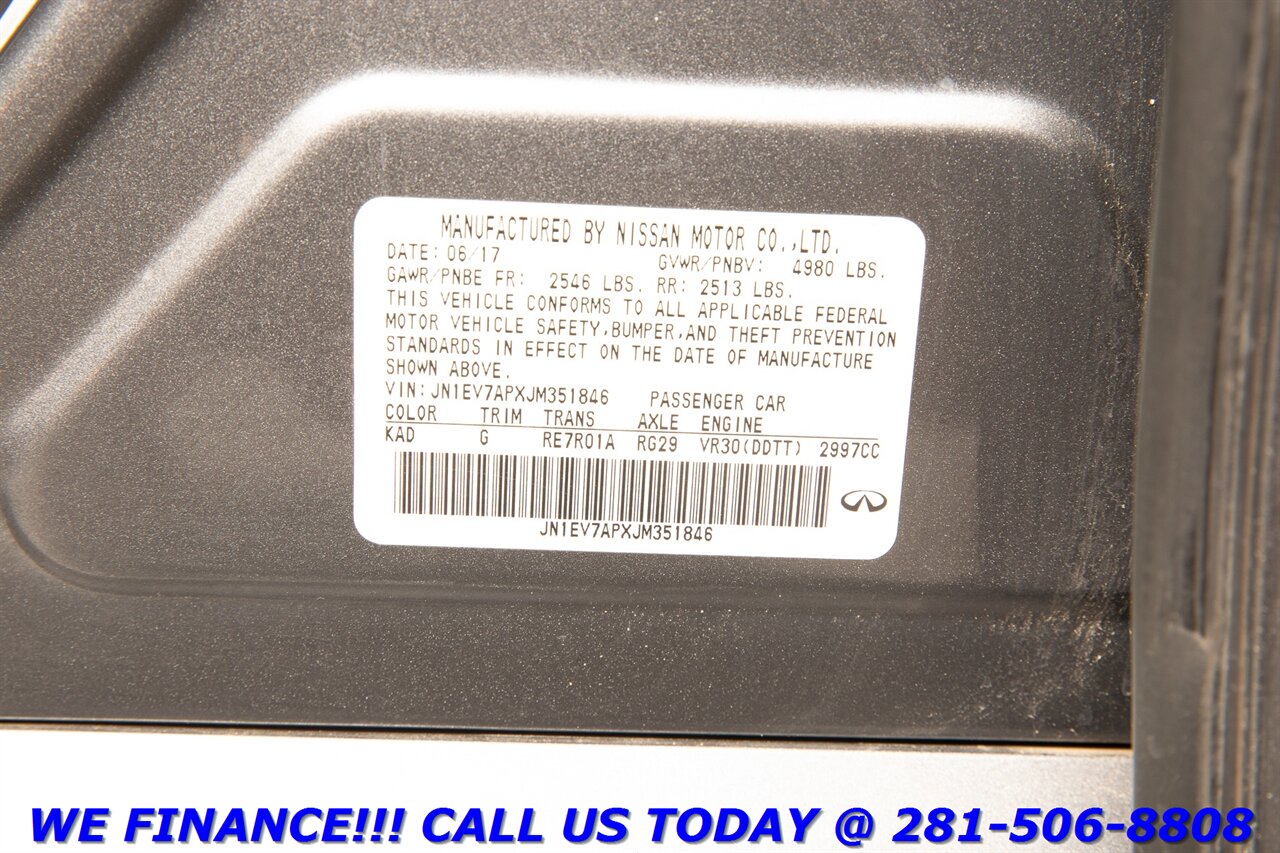 MANUFACTURED BY NISSAN MOTOR CO.,LTD.
DATE: 06/17 GVWR/PNBV: 4980 LBS.
GAWR/PNBE FR: 2546 LBS. RR: 2513 LBS.
THIS VEHICLE CONFORMS TO ALL APPLICABLE FEDERAL
MOTOR VEHICLE SAFETY,BUMPER,AND THEFT PREVENTION
STANDARDS IN EFFECT ON THE DATE OF MANUFACTURE
SHOWN ABOVE.
VIN:JN1EV7APXJM351846 PASSENGER CAR
COLOR TRIM TRANS AXLE ENGINE
KAD G RE7R01A RG29 VR30(DDTT) 2997CC
JN1EV7APXJM351846
WE FINANCE!!! CALL US TODAY @ 281-506-8808